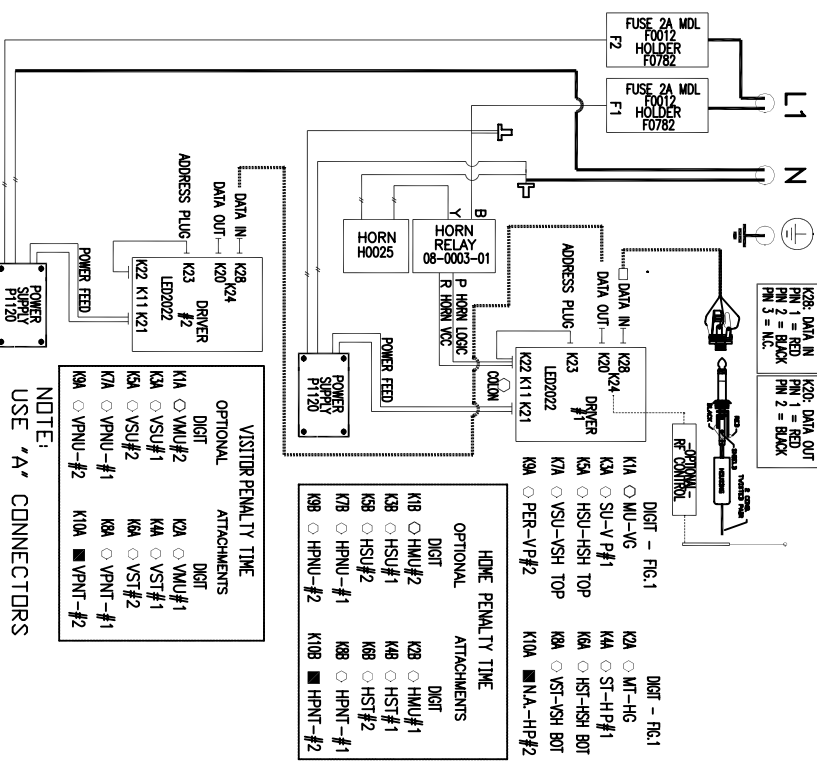 FUSE 2A MDL
F0012
HOLDER
F0782
F2
FUSE 2A MDL
F0012
HOLDER
F0782
F1
L1
N
K28: DATA IN
PIN 1 = RED
PIN 2 = BLACK
PIN 3 = N.C.
K20: DATA OUT
PIN 1 = RED
PIN 2 = BLACK
RED
BLACK
SHIELD
HOUSING
2 COND.
TWISTED PAIR
-OPTIONAL-
RF CONTROL
B
Y
HORN
RELAY
08-0003-01
HORN
H0025
P HORN LOGIC
R HORN VCC
ADDRESS PLUG
DATA OUT
DATA IN
K28
K24
K20
K23
K22 K11 K21
DRIVER
#1
LED2022
COLON
POWER FEED
POWER
SUPPLY
P1120
ADDRESS PLUG
DATA OUT
DATA IN
K28
K24
K20
K23
K22 K11 K21
DRIVER
#2
LED2022
POWER FEED
POWER
SUPPLY
P1120
DIGIT - FIG.1
K1A MU-VG
K3A SU-V P#1
K5A HSU-HSH TOP
K7A VSU-VSH TOP
K9A PER-VP#2
DIGIT - FIG.1
K2A MT-HG
K4A ST-H P#1
K6A HST-HSH BOT
K8A VST-VSH BOT
K10A N.A.-HP#2
HOME PENALTY TIME
OPTIONAL ATTACHMENTS
DIGIT DIGIT
K1B HMU#2 K2B HMU#1
K3B HSU#1 K4B HST#1
K5B HSU#2 K6B HST#2
K7B HPNU-#1 K8B HPNT-#1
K9B HPNU-#2 K10B HPNT-#2
VISITOR PENALTY TIME
OPTIONAL ATTACHMENTS
DIGIT DIGIT
K1A VMU#2 K2A VMU#1
K3A VSU#1 K4A VST#1
K5A VSU#2 K6A VST#2
K7A VPNU-#1 K8A VPNT-#1
K9A VPNU-#2 K10A VPNT-#2
NOTE:
USE "A" CONNECTORS